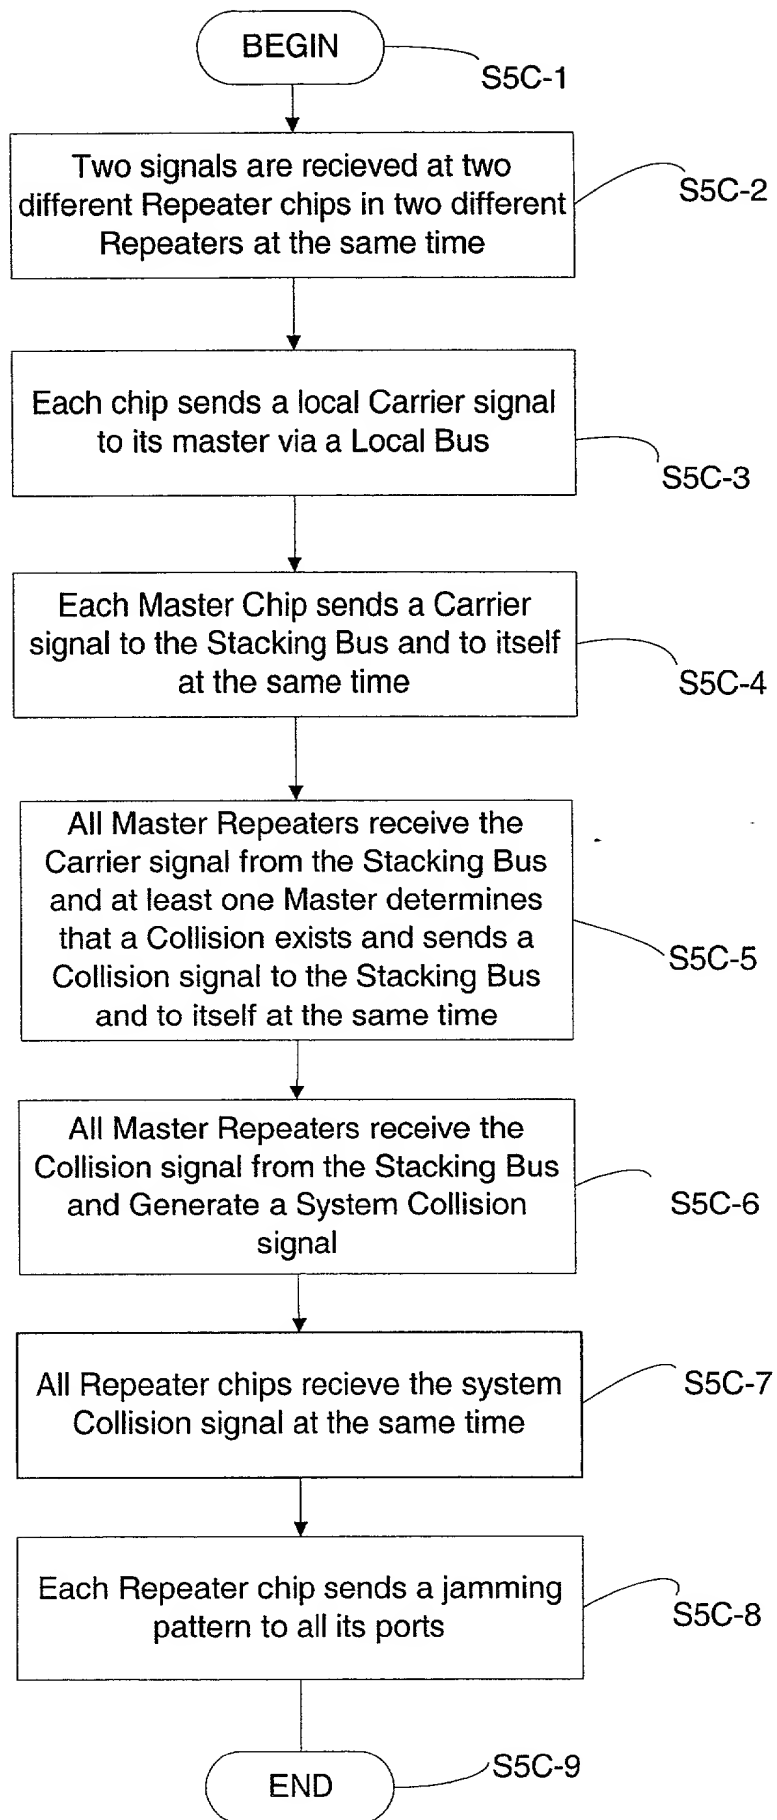 BEGIN
S5C-1
Two signals are recieved at two
different Repeater chips in two different
Repeaters at the same time
S5C-2
Each chip sends a local Carrier signal
to its master via a Local Bus
S5C-3
Each Master Chip sends a Carrier
signal to the Stacking Bus and to itself
at the same time
S5C-4
All Master Repeaters receive the
Carrier signal from the Stacking Bus
and at least one Master determines
that a Collision exists and sends a
Collision signal to the Stacking Bus
and to itself at the same time
S5C-5
All Master Repeaters receive the
Collision signal from the Stacking Bus
and Generate a System Collision
signal
S5C-6
All Repeater chips recieve the system
Collision signal at the same time
S5C-7
Each Repeater chip sends a jamming
pattern to all its ports
S5C-8
END
S5C-9